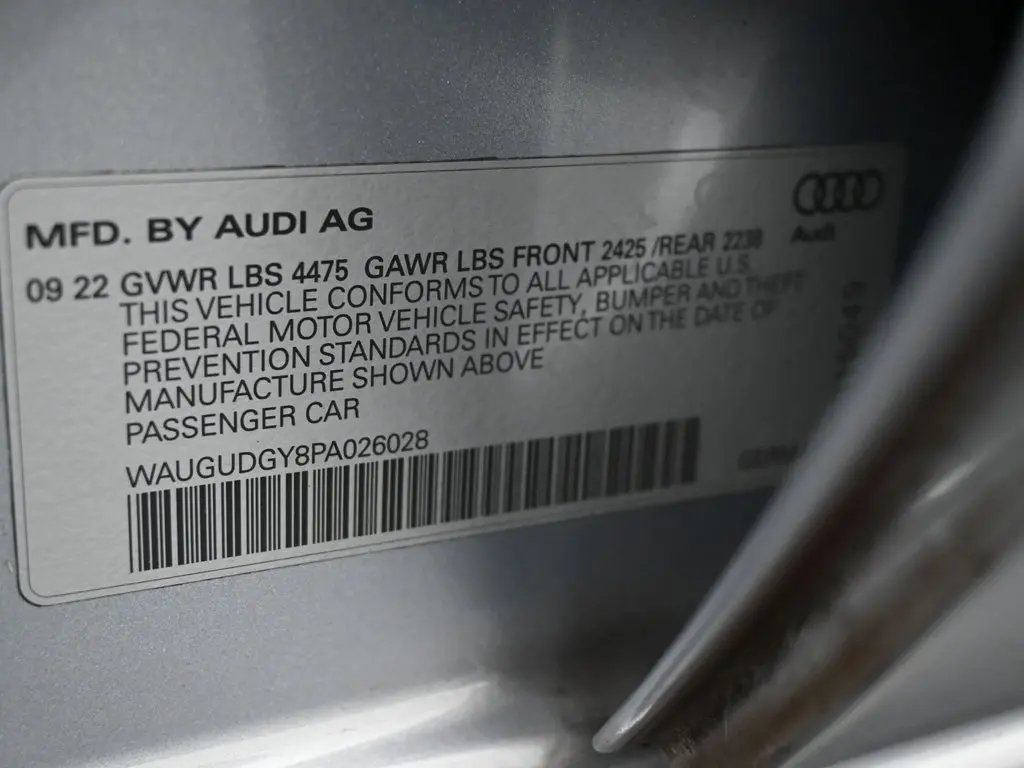 MFD. BY AUDI AG
Audi
09 22 GVWR LBS 4475 GAWR LBS FRONT 2425 /REAR 2238
THIS VEHICLE CONFORMS TO ALL APPLICABLE U.S.
FEDERAL MOTOR VEHICLE SAFETY, BUMPER AND THEFT
PREVENTION STANDARDS IN EFFECT ON THE DATE OF
MANUFACTURE SHOWN ABOVE
PASSENGER CAR
WAUGUDGY8PA026028